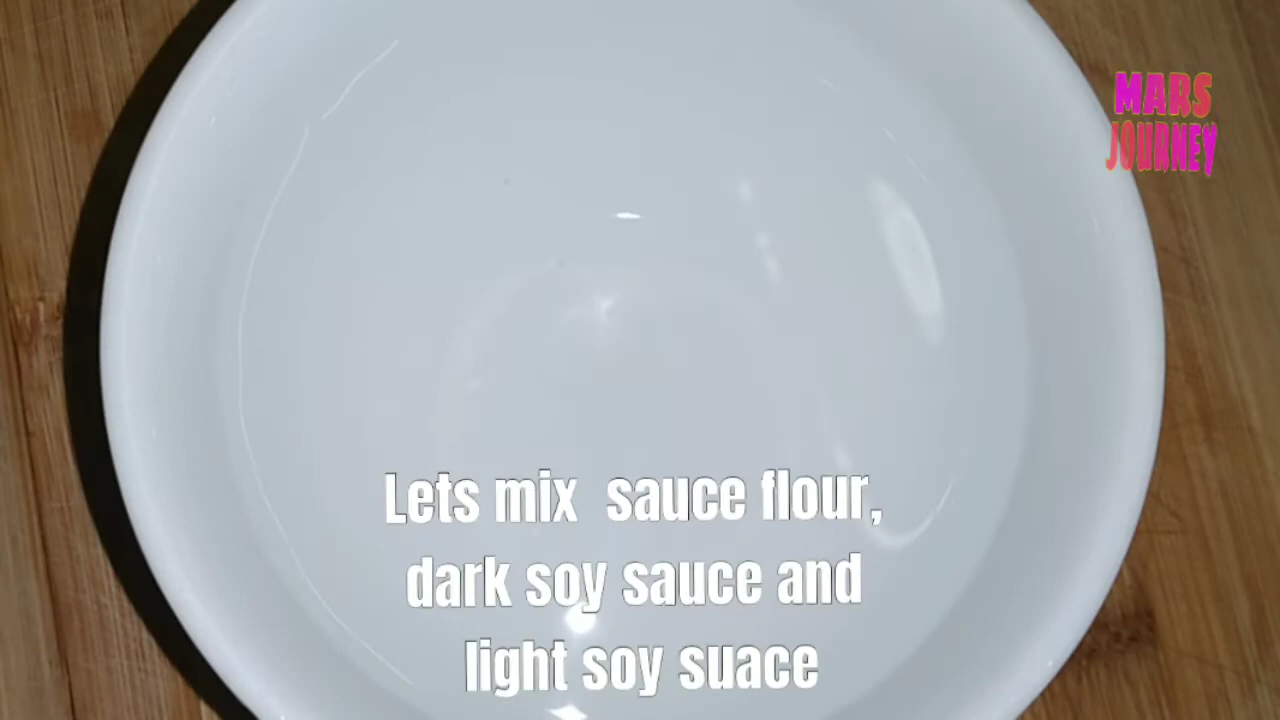 MARS
JOURNEY
Lets mix  sauce flour,
dark soy sauce and
light soy suace